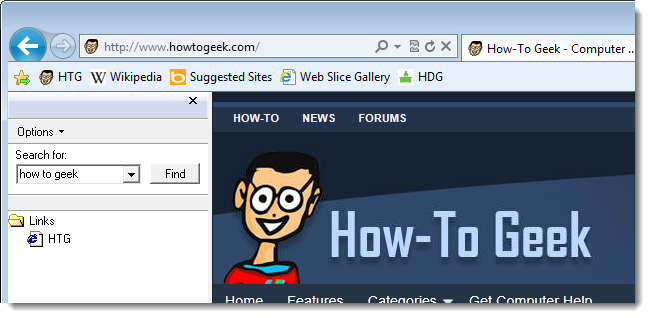 http://www.howtogeek.com/
How-To Geek - Computer ...
HTG Wikipedia Suggested Sites Web Slice Gallery HDG
Options
Search for:
how to geek Find
Links
HTG
HOW-TO NEWS FORUMS
How-To Geek
Home Features Categories Get Computer Help